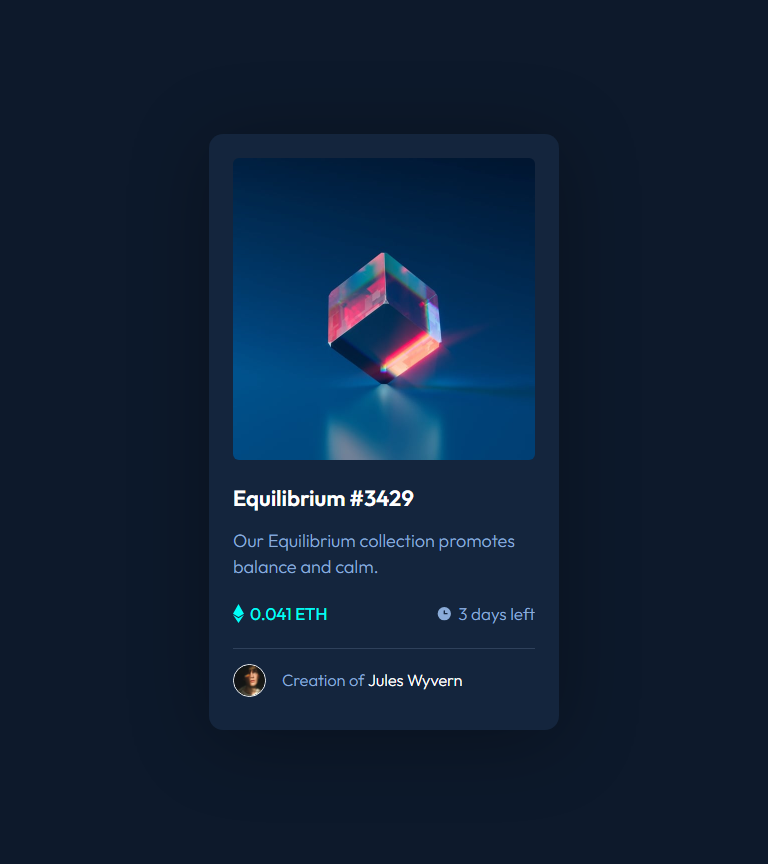 Equilibrium #3429
Our Equilibrium collection promotes
balance and calm.
0.041 ETH
3 days left
Creation of Jules Wyvern